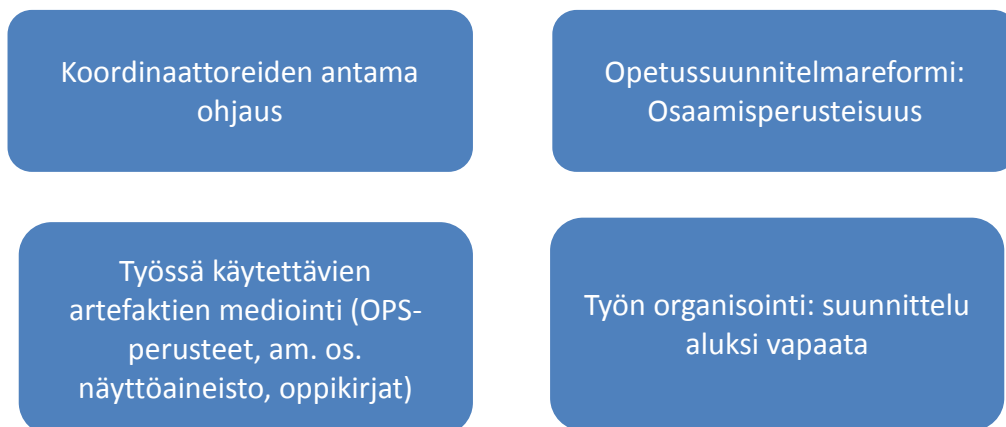 Koordinaattoreiden antama
ohjaus
Opetussuunnitelmareformi:
Osaamisperusteisuus
Työssä käytettävien
artefaktien mediointi (OPS-
perusteet, am. os.
näyttöaineisto, oppikirjat)
Työn organisointi: suunnittelu
aluksi vapaata